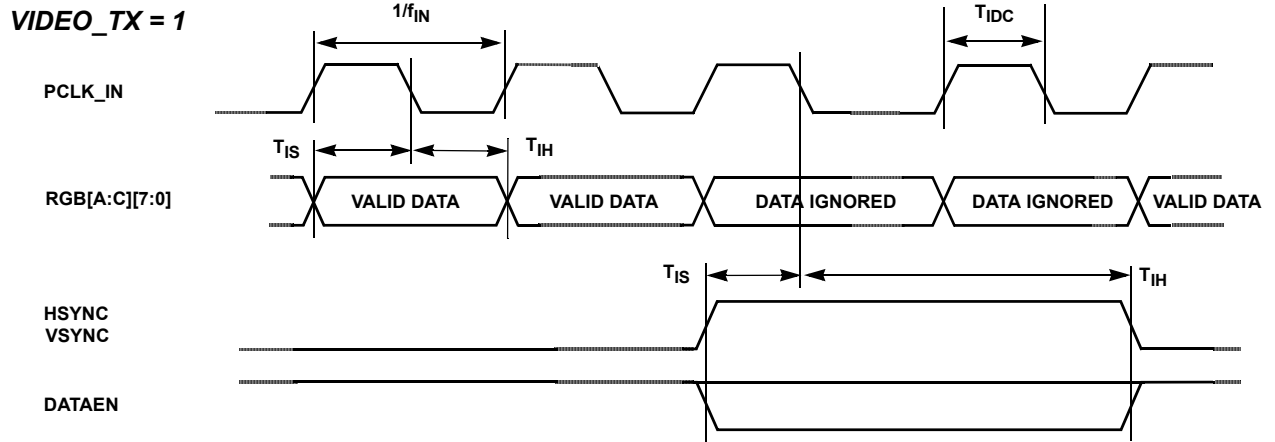 VIDEO_TX = 1
1/fIN
TIDC
PCLK_IN
TIS
TIH
RGB[A:C][7:0]
VALID DATA
VALID DATA
DATA IGNORED
DATA IGNORED
VALID DATA
TIS
TIH
HSYNC
VSYNC
DATAEN